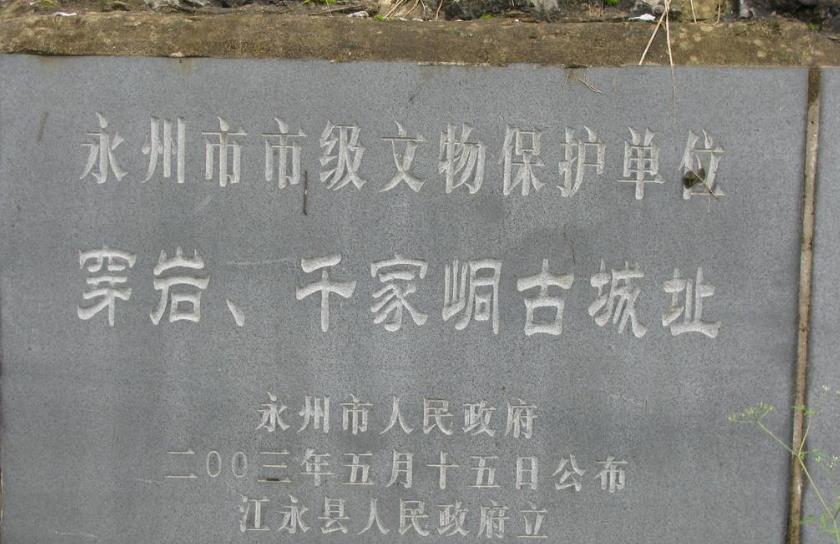 永州市市级文物保护单位
穿岩、千家峒古城址
永州市人民政府
二00三年五月十五日公布
江永县人民政府立